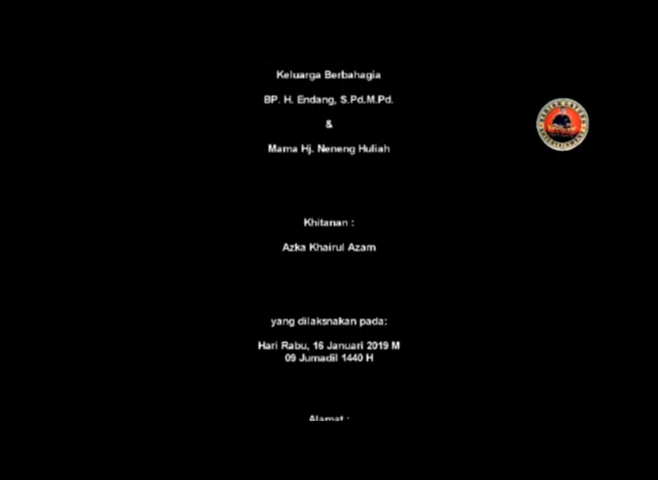 Keluarga Berbahagia
BP. H. Endang, S.Pd.M.Pd.
&
Mama Hj. Neneng Huliah
Khitanan :
Azka Khairul Azam
yang dilaksnakan pada:
Hari Rabu, 16 Januari 2019 M
09 Jumadil 1440 H
Alamat :